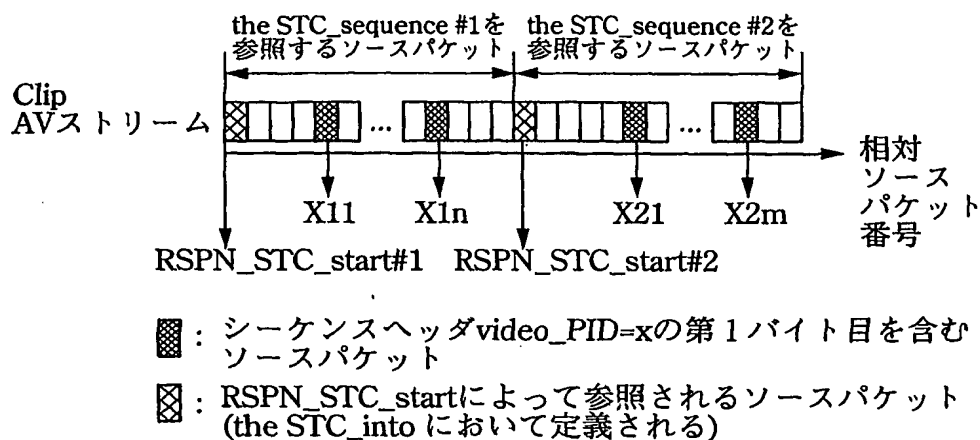 the STC_sequence #1を
参照するソースパケット
the STC_sequence #2を
参照するソースパケット
Clip
AVストリーム
...
...
相対
ソース
パケット
番号
X11
X1n
X21
X2m
RSPN_STC_start#1
RSPN_STC_start#2
: シーケンスヘッダvideo_PID=xの第1バイト目を含む
ソースパケット
: RSPN_STC_startによって参照されるソースパケット
(the STC_into において定義される)